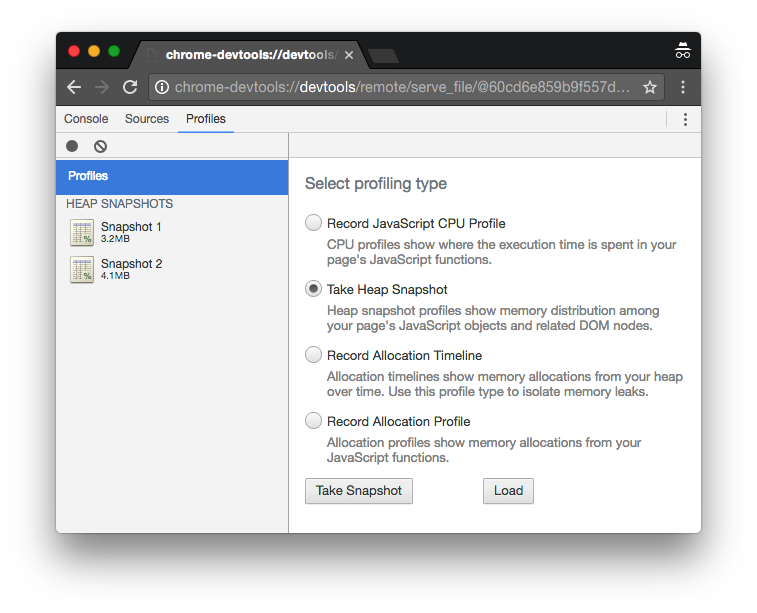 chrome-devtools://devtools/
chrome-devtools://devtools/remote/serve_file/@60cd6e859b9f557d...
Console Sources Profiles
Profiles
HEAP SNAPSHOTS
Snapshot 1
3.2MB
Snapshot 2
4.1MB
Select profiling type
Record JavaScript CPU Profile
CPU profiles show where the execution time is spent in your
page's JavaScript functions.
Take Heap Snapshot
Heap snapshot profiles show memory distribution among
your page's JavaScript objects and related DOM nodes.
Record Allocation Timeline
Allocation timelines show memory allocations from your heap
over time. Use this profile type to isolate memory leaks.
Record Allocation Profile
Allocation profiles show memory allocations from your
JavaScript functions.
Take Snapshot Load